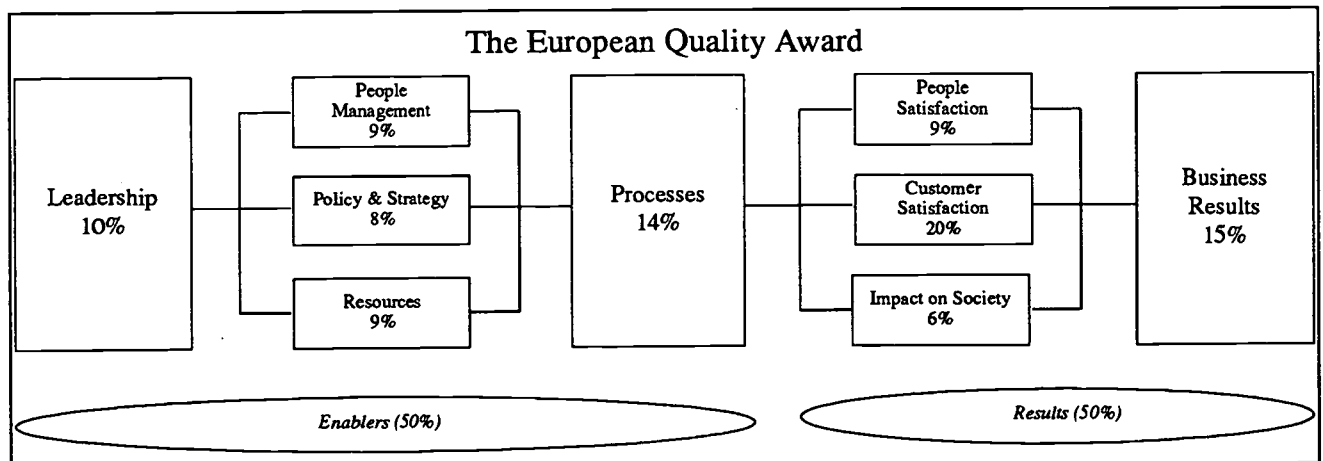 The European Quality Award
Leadership
10%
People
Management
9%
Policy & Strategy
8%
Resources
9%
Processes
14%
People
Satisfaction
9%
Customer
Satisfaction
20%
Impact on Society
6%
Business
Results
15%
Enablers (50%)
Results (50%)